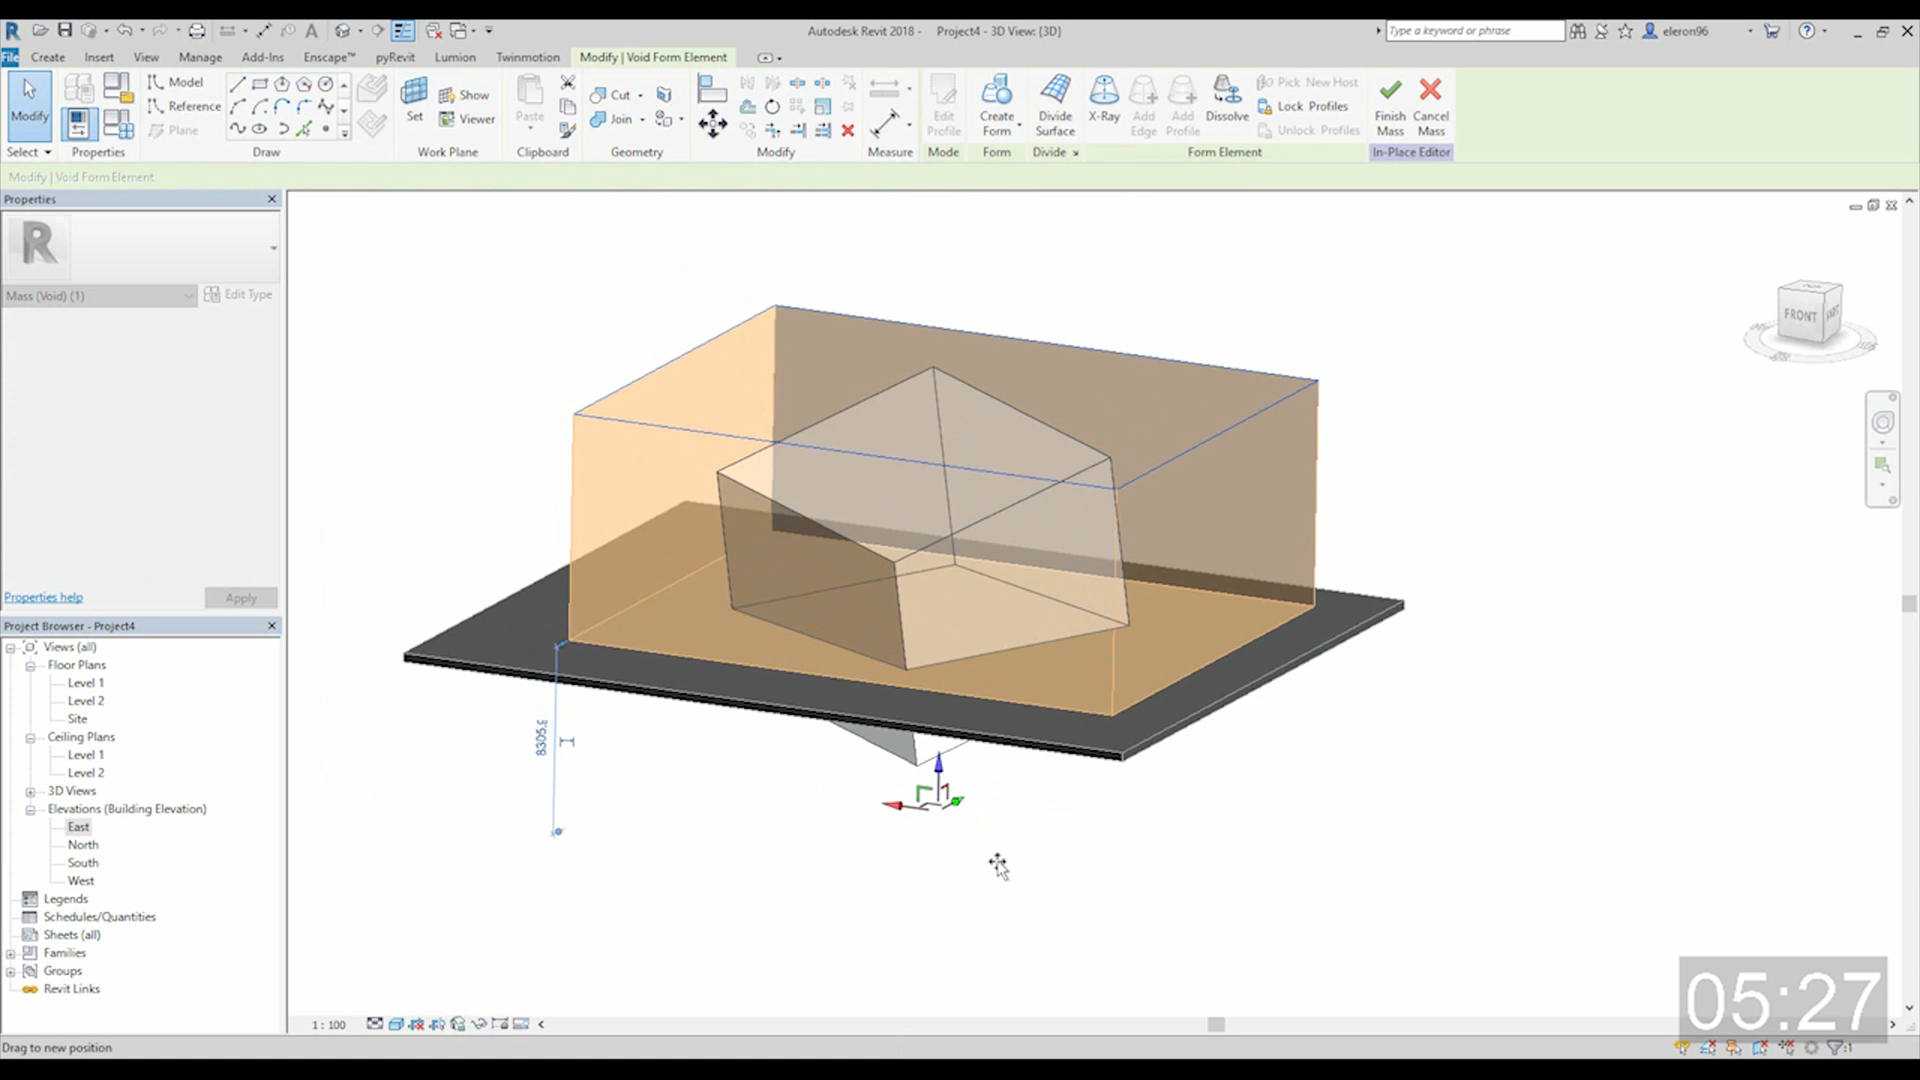 Autodesk Revit 2018 - Project4 - 3D View: {3D}
Type a keyword or phrase
eleron96
File Create Insert View Manage Add-Ins Enscape™ pyRevit Lumion Twinmotion Modify | Void Form Element
Modify
Model
Reference
Plane
Set
Show
Viewer
Paste
Cut
Join
Edit Profile
Create Form
Divide Surface
X-Ray
Add Edge
Add Profile
Dissolve
Pick New Host
Lock Profiles
Unlock Profiles
Finish Mass
Cancel Mass
Select Properties Draw Work Plane Clipboard Geometry Modify Measure Mode Form Divide Form Element In-Place Editor
Modify | Void Form Element
Properties
R
Mass (Void) (1)
Edit Type
FRONT
Properties help
Apply
Project Browser - Project4
Views (all)
Floor Plans
Level 1
Level 2
Site
Ceiling Plans
Level 1
Level 2
3D Views
Elevations (Building Elevation)
East
North
South
West
Legends
Schedules/Quantities
Sheets (all)
Families
Groups
Revit Links
1 : 100
05:27
Drag to new position
:1